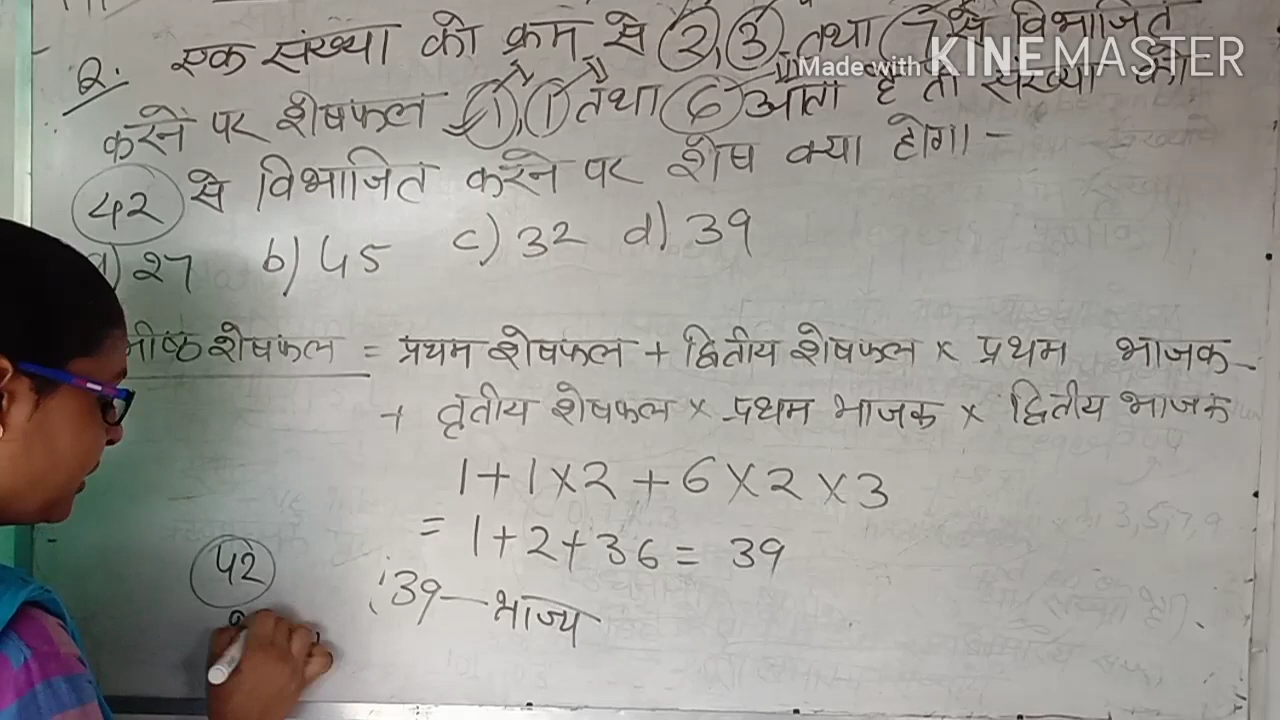 Q. एक संख्या को क्रम से 2, 3 तथा 7 से विभाजित
Made with KINEMASTER
करने पर शेषफल 1, 1 तथा 6 आता है तो संख्या को
42 से विभाजित करने पर शेष क्या होगा -
a) 27 b) 45 c) 32 d) 39
भीष्ठ शेषफल = प्रथम शेषफल + द्वितीय शेषफल × प्रथम भाजक
+ तृतीय शेषफल × प्रथम भाजक × द्वितीय भाजक
1 + 1 × 2 + 6 × 2 × 3
= 1 + 2 + 36 = 39
42
39 — भाज्य